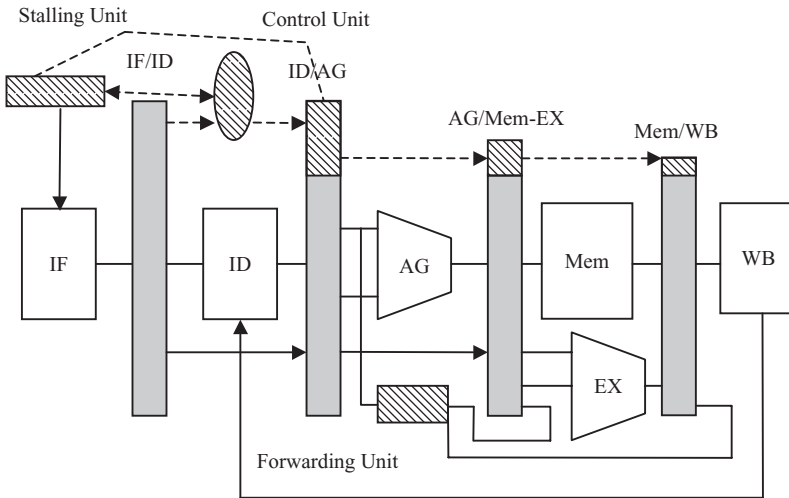 Stalling Unit
Control Unit
IF/ID
ID/AG
AG/Mem-EX
Mem/WB
IF
ID
AG
Mem
WB
EX
Forwarding Unit